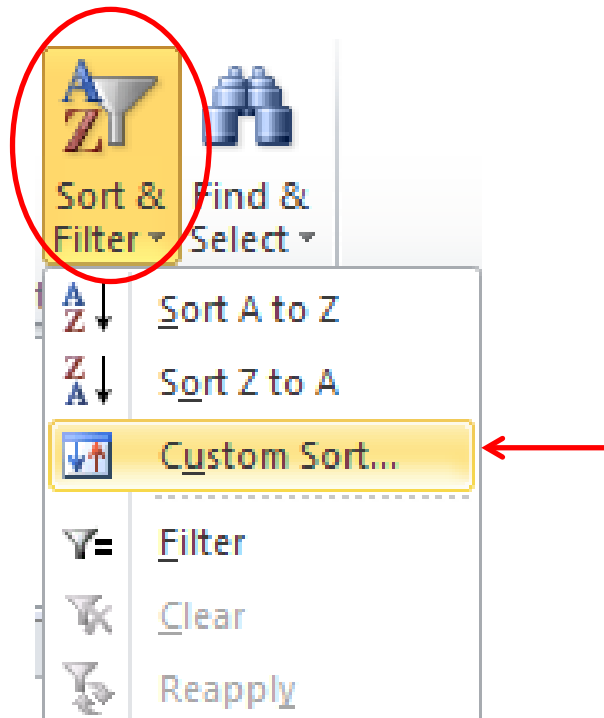 Sort & Find &
Filter Select
Sort A to Z
Sort Z to A
Custom Sort...
Filter
Clear
Reapply